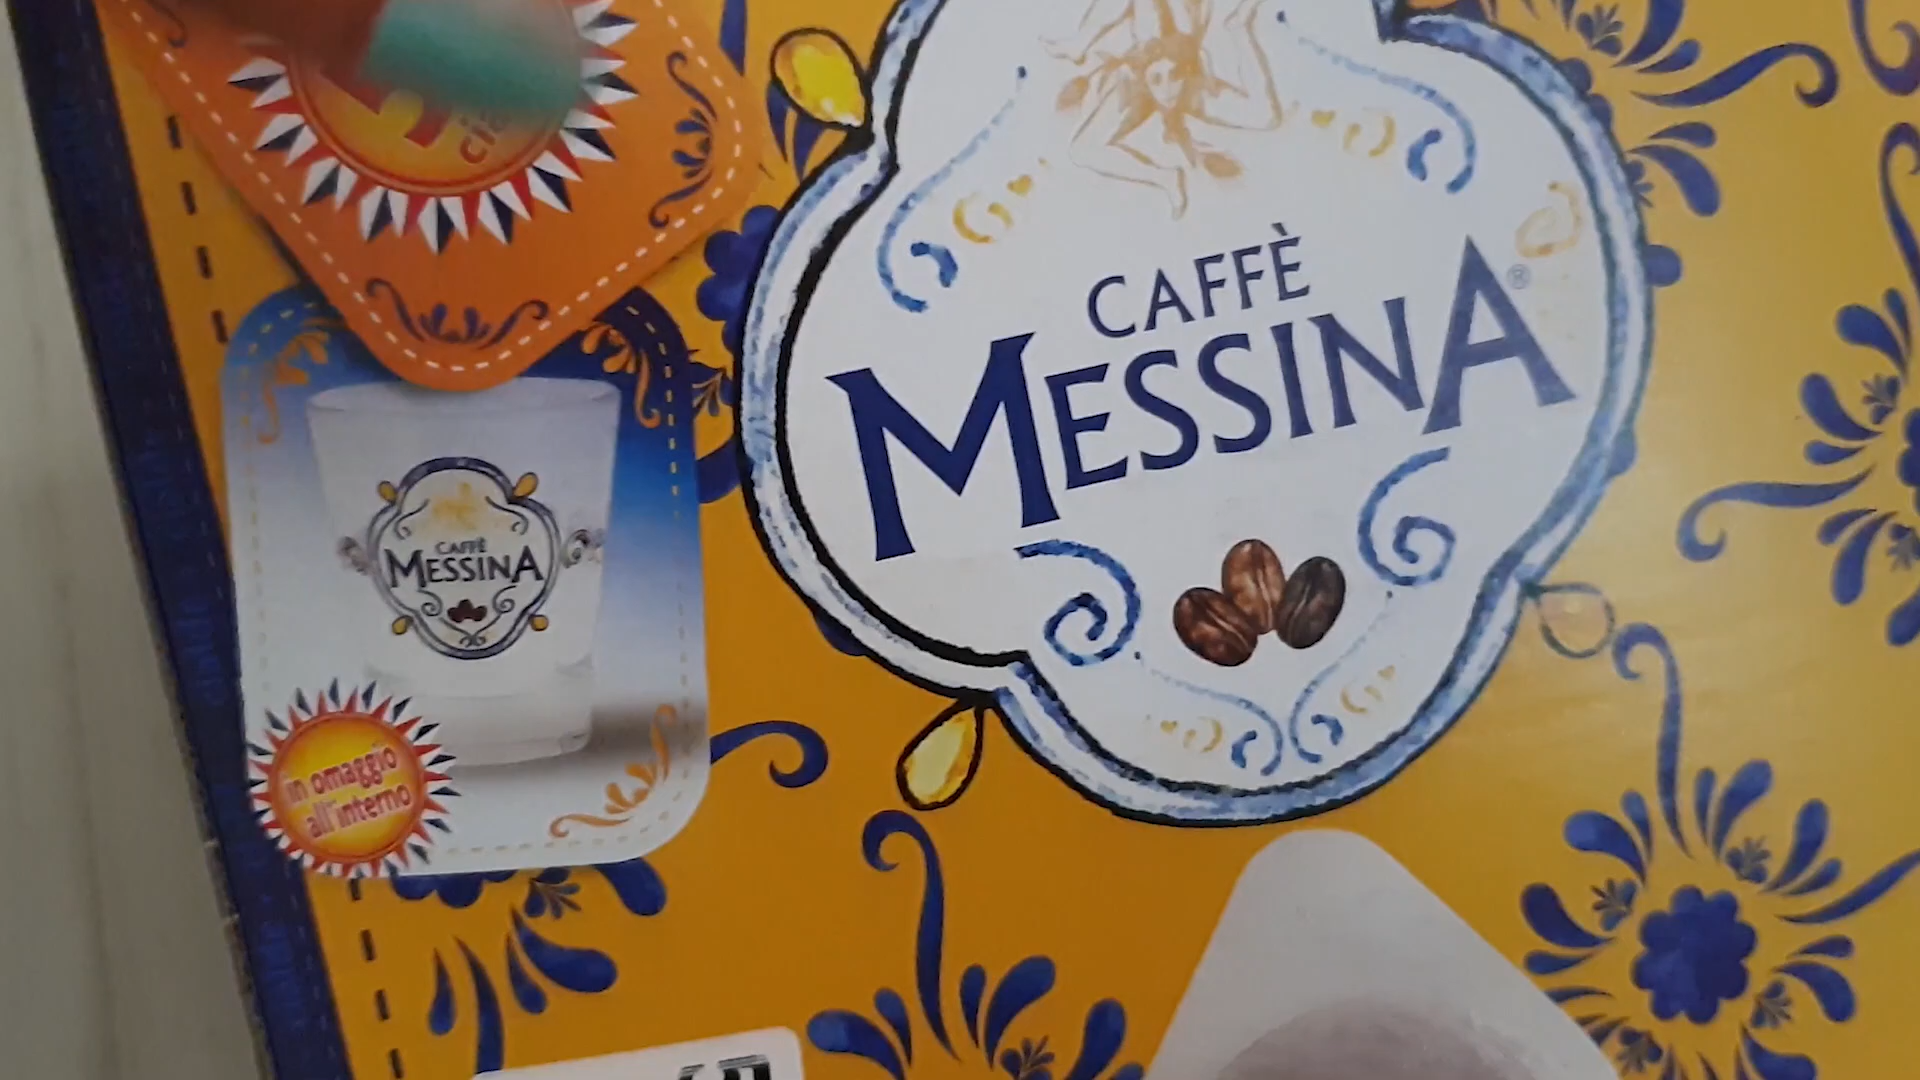 CAFFÈ
MESSINA®
CAFFÈ
MESSINA
in omaggio
all'interno